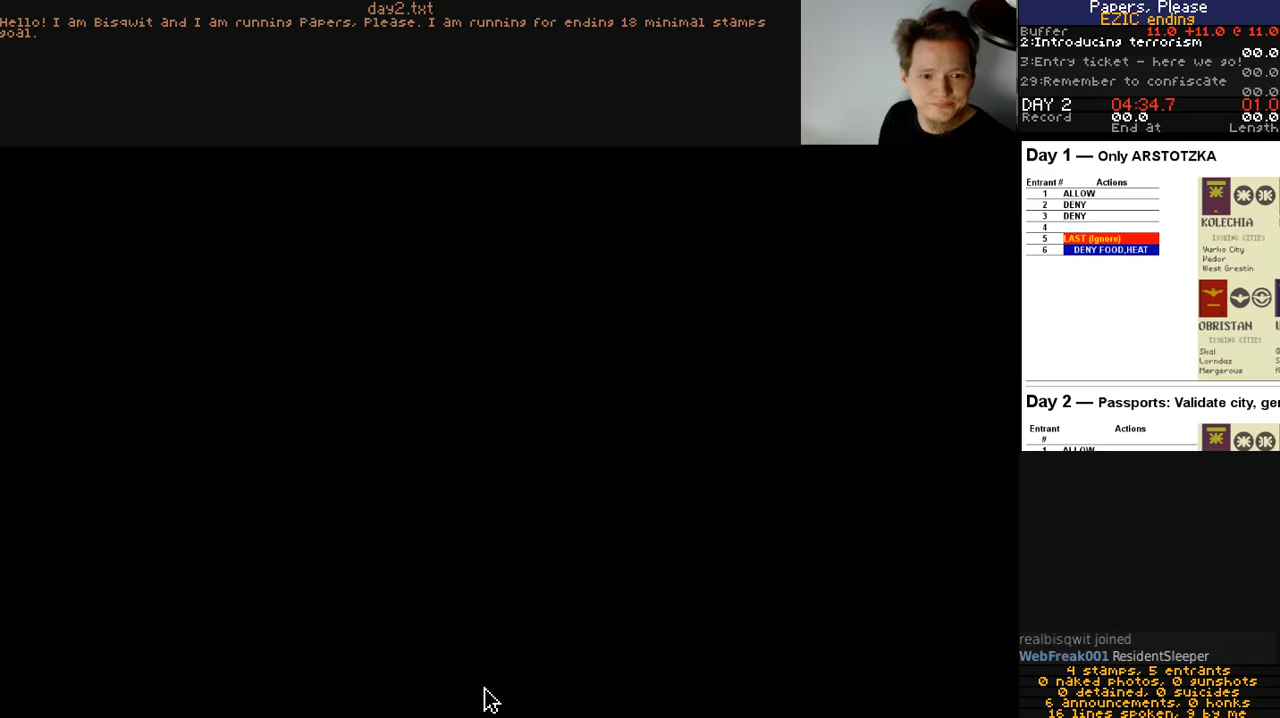 day2.txt
Hello! I am Bisqwit and I am running Papers, Please. I am running for ending 18 minimal stamps
goal.
Papers, Please
EZIC ending
Buffer 11.0 +11.0 @ 11.0
2:Introducing terrorism 00.0
3:Entry ticket - here we go! 00.0
29:Remember to confiscate 00.0
DAY 2 04:34.7 01.0
Record 00.0 00.0
End at Length
Day 1 — Only ARSTOTZKA
Entrant # Actions
1 ALLOW
2 DENY
3 DENY
4
5 LAST (Ignore)
6 DENY FOOD,HEAT
KOLECHIA
ISSUING CITIES
Yurko City
Vedor
West Grestin
OBRISTAN
ISSUING CITIES
Skal
Lorndaz
Mergerous
Day 2 — Passports: Validate city, ge
Entrant Actions
#
1 ALLOW
realbisqwit joined
WebFreak001 ResidentSleeper
4 stamps, 5 entrants
0 naked photos, 0 gunshots
0 detained, 0 suicides
6 announcements, 0 honks
16 lines spoken, 9 by me